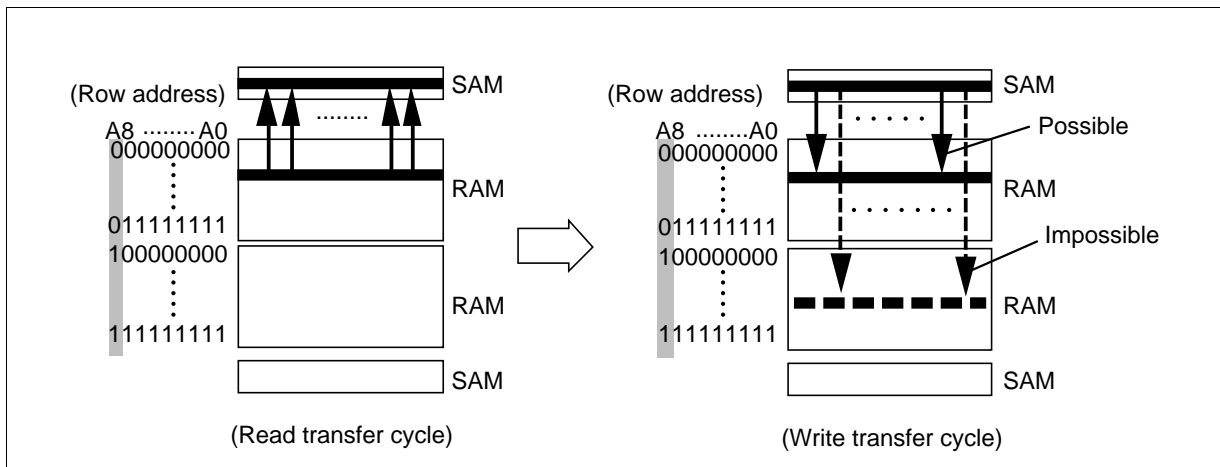 SAM
(Row address)
........
A8 ........ A0
000000000
RAM
011111111
100000000
RAM
111111111
SAM
(Read transfer cycle)
SAM
(Row address)
. . . . .
Possible
A8 ........ A0
000000000
RAM
. . . . . . .
011111111
Impossible
100000000
RAM
111111111
SAM
(Write transfer cycle)